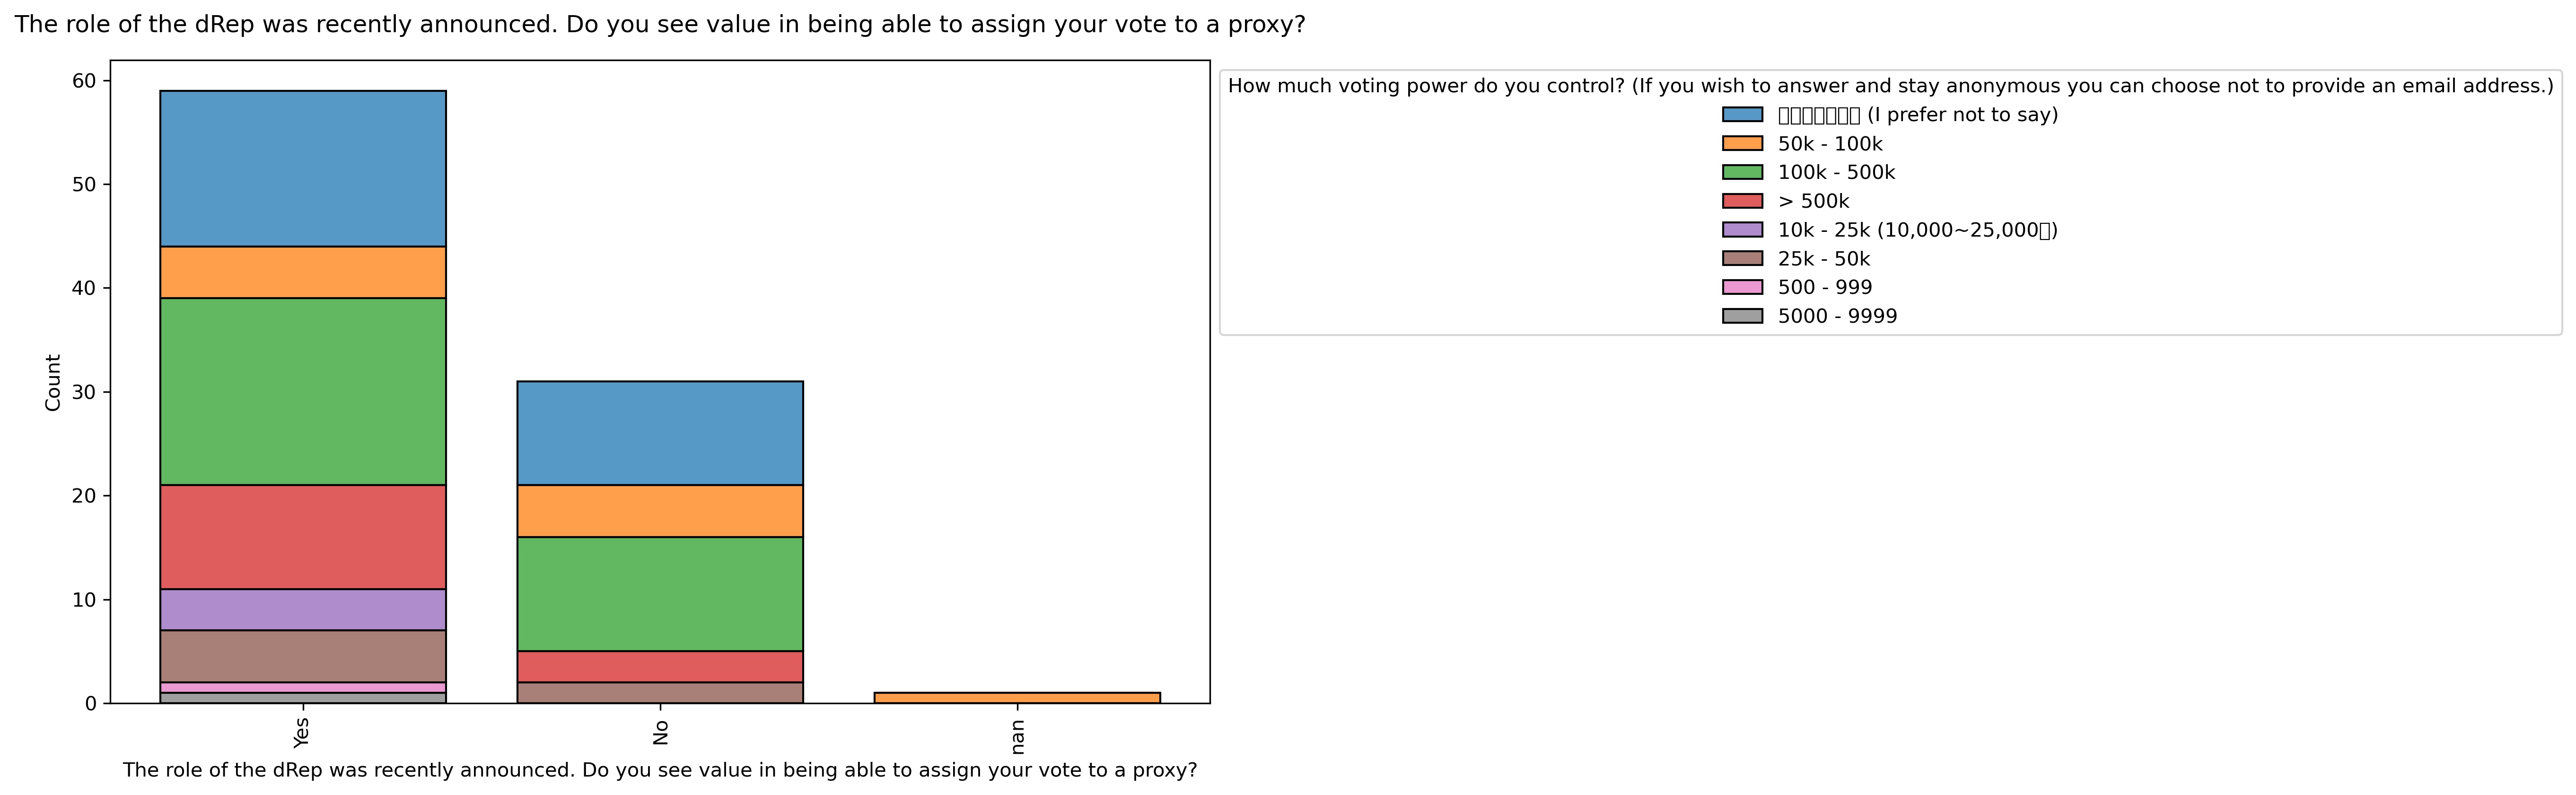 The role of the dRep was recently announced. Do you see value in being able to assign your vote to a proxy?
60
50
40
30
20
10
0
Count
Yes
No
nan
The role of the dRep was recently announced. Do you see value in being able to assign your vote to a proxy?
How much voting power do you control? (If you wish to answer and stay anonymous you can choose not to provide an email address.)
(I prefer not to say)
50k - 100k
100k - 500k
> 500k
10k - 25k (10,000~25,000)
25k - 50k
500 - 999
5000 - 9999